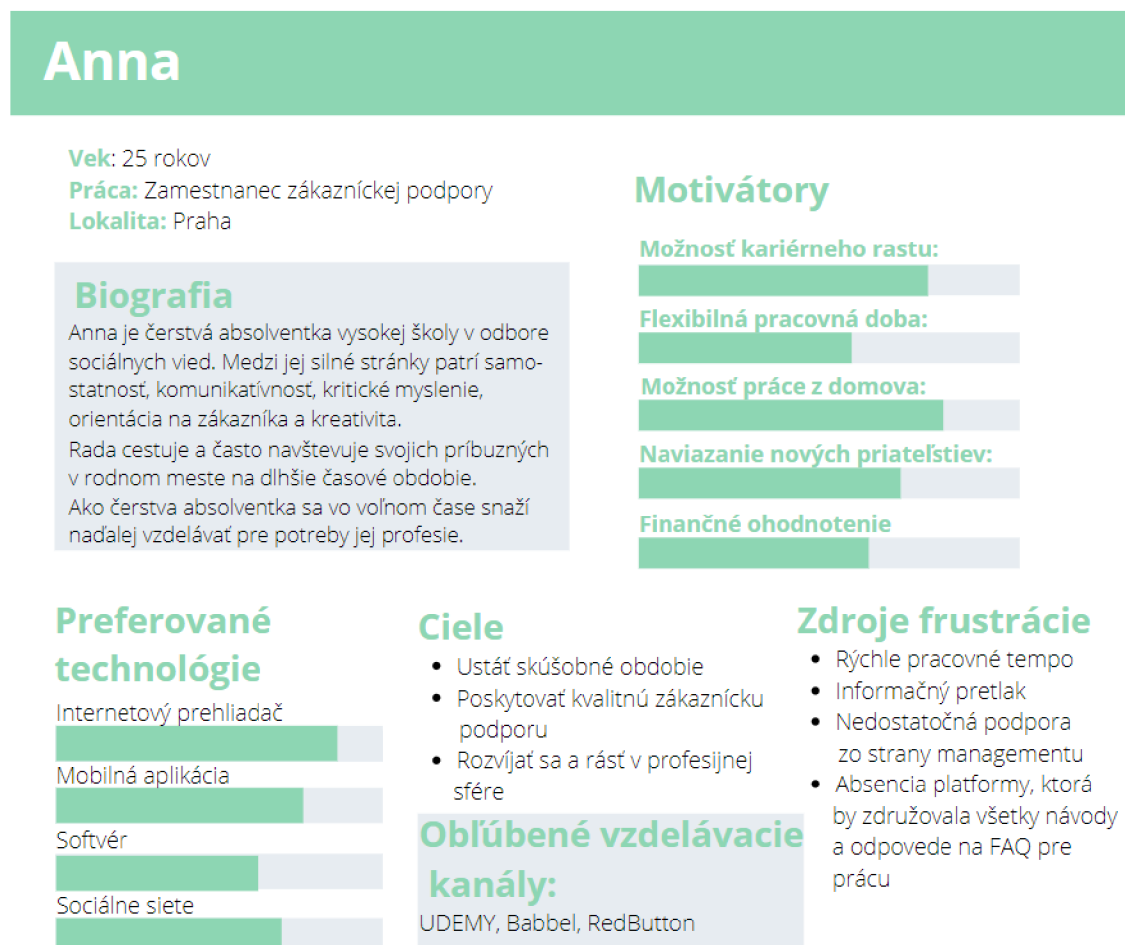 Anna
Vek: 25 rokov
Práca: Zamestnanec zákazníckej podpory
Lokalita: Praha
Biografia
Anna je čerstvá absolventka vysokej školy v odbore
sociálnych vied. Medzi jej silné stránky patrí samo-
statnosť, komunikatívnosť, kritické myslenie,
orientácia na zákazníka a kreativita.
Rada cestuje a často navštevuje svojich príbuzných
v rodnom meste na dlhšie časové obdobie.
Ako čerstva absolventka sa vo voľnom čase snaží
naďalej vzdelávať pre potreby jej profesie.
Motivátory
Možnosť kariérneho rastu:
Flexibilná pracovná doba:
Možnosť práce z domova:
Naviazanie nových priateľstiev:
Finančné ohodnotenie
Preferované
technológie
Internetový prehliadač
Mobilná aplikácia
Softvér
Sociálne siete
Ciele
• Ustáť skúšobné obdobie
• Poskytovať kvalitnú zákaznícku
podporu
• Rozvíjať sa a rásť v profesijnej
sfére
Obľúbené vzdelávacie
kanály:
UDEMY, Babbel, RedButton
Zdroje frustrácie
• Rýchle pracovné tempo
• Informačný pretlak
• Nedostatočná podpora
zo strany managementu
• Absencia platformy, ktorá
by združovala všetky návody
a odpovede na FAQ pre
prácu